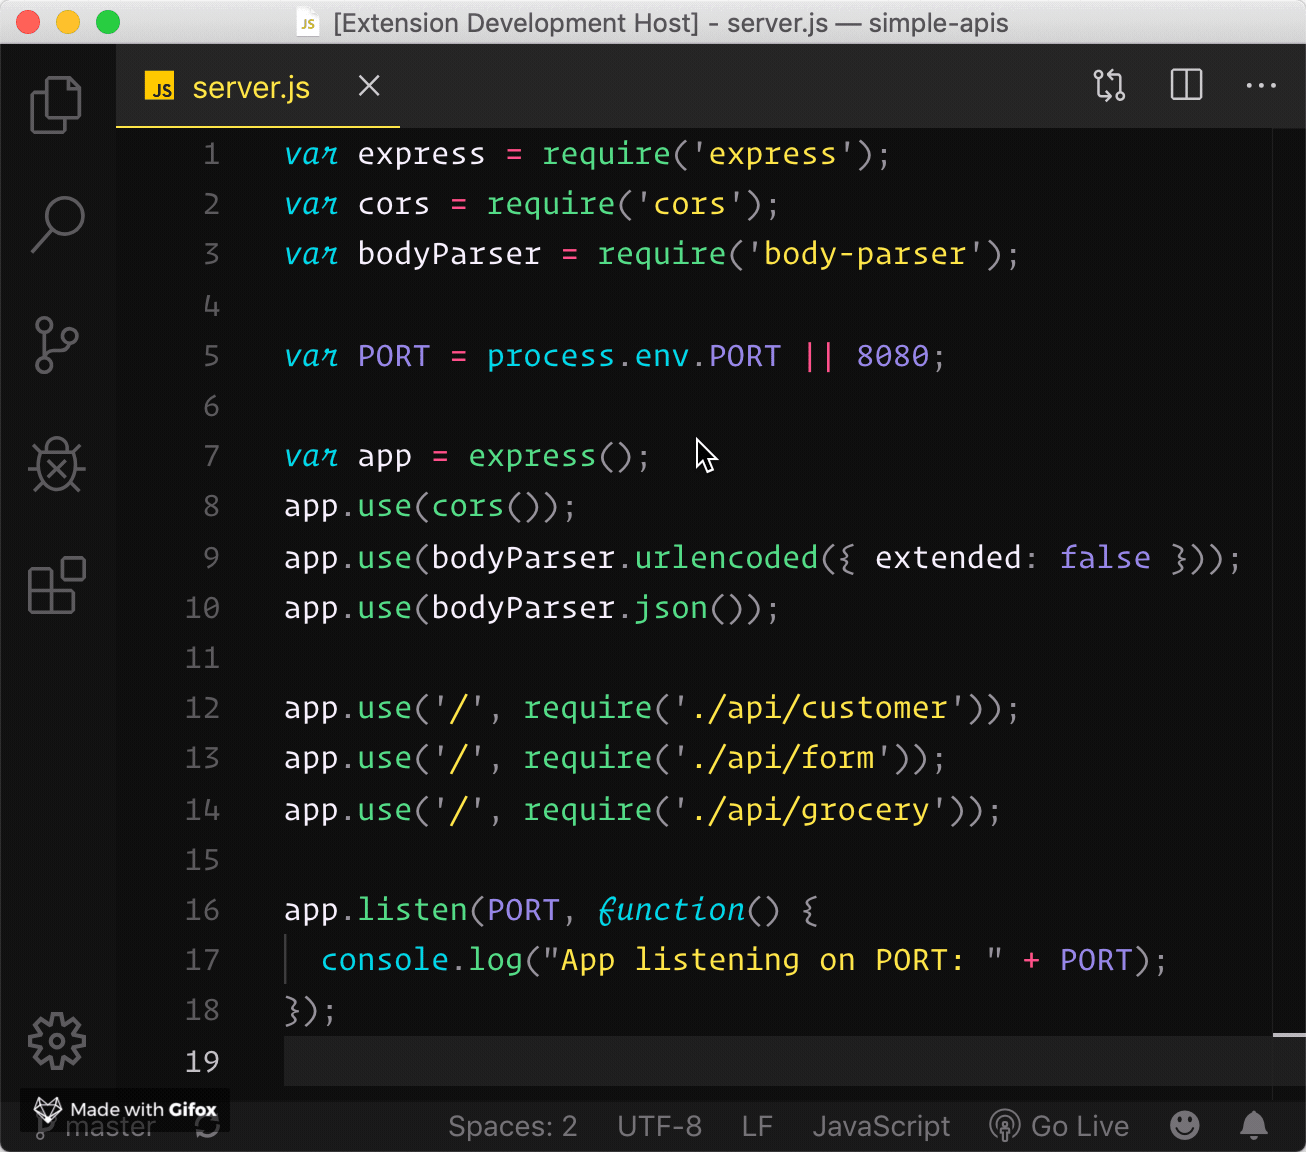 JS [Extension Development Host] - server.js — simple-apis
JS server.js
1 var express = require('express');
2 var cors = require('cors');
3 var bodyParser = require('body-parser');
4
5 var PORT = process.env.PORT || 8080;
6
7 var app = express();
8 app.use(cors());
9 app.use(bodyParser.urlencoded({ extended: false }));
10 app.use(bodyParser.json());
11
12 app.use('/', require('./api/customer'));
13 app.use('/', require('./api/form'));
14 app.use('/', require('./api/grocery'));
15
16 app.listen(PORT, function() {
17   console.log("App listening on PORT: " + PORT);
18 });
19
Made with Gifox
master Spaces: 2 UTF-8 LF JavaScript Go Live